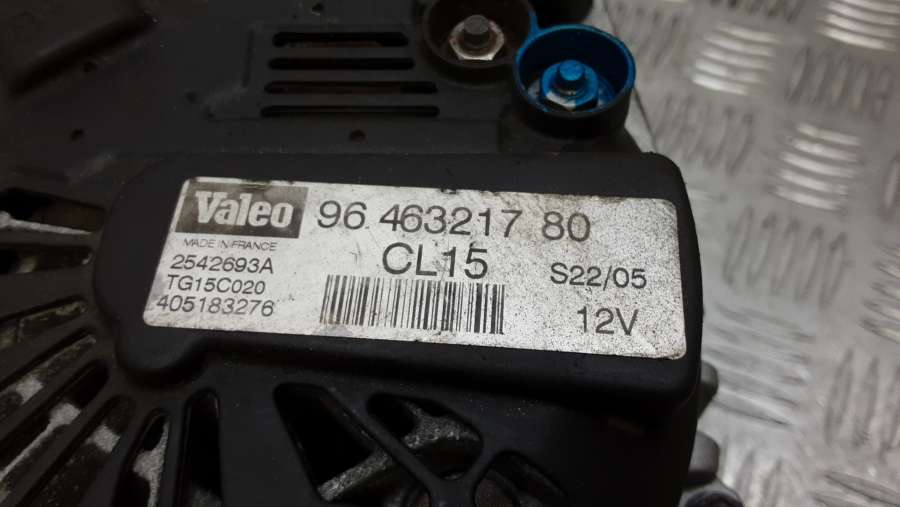 Valeo 96 463217 80
MADE IN FRANCE
CL15
2542693A
S22/05
TG15C020
405183276
12V